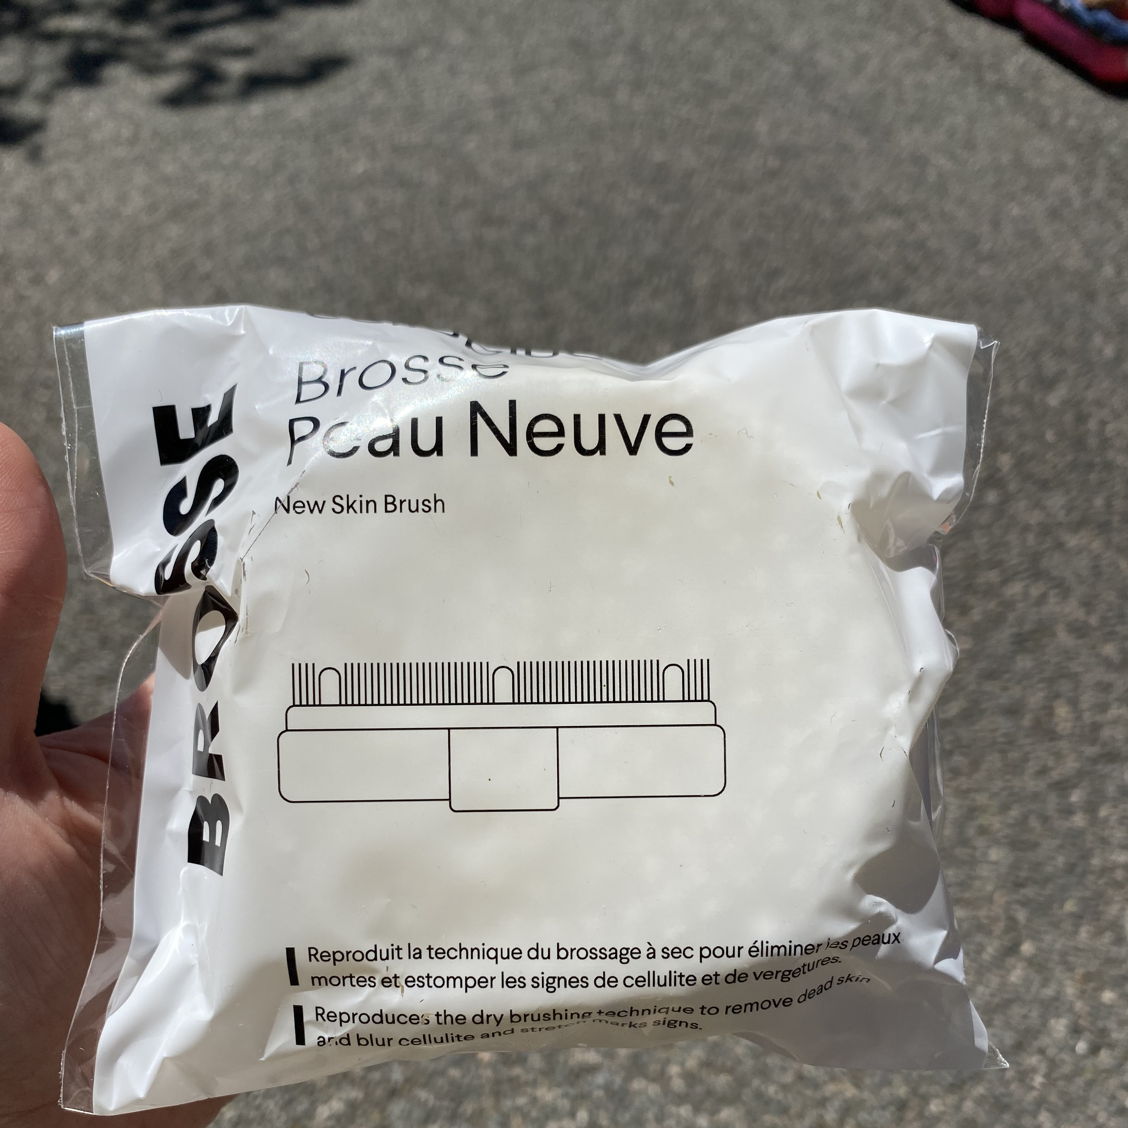 BROSSE
Brosse
Peau Neuve
New Skin Brush
Reproduit la technique du brossage à sec pour éliminer les peaux
mortes et estomper les signes de cellulite et de vergetures.
Reproduces the dry brushing technique to remove dead skin
and blur cellulite and stretch marks signs.